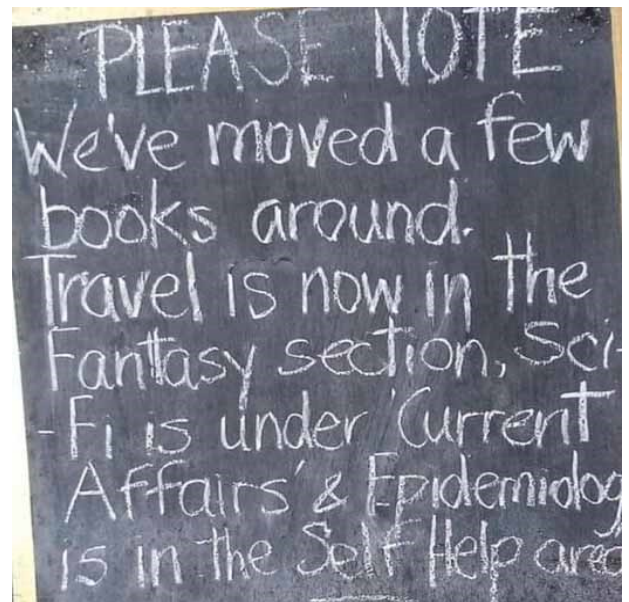 PLEASE NOTE
We've moved a few
books around.
Travel is now in the
Fantasy section, Sci-
-Fi is under 'Current
Affairs' & Epidemiolog
is in the Self Help area